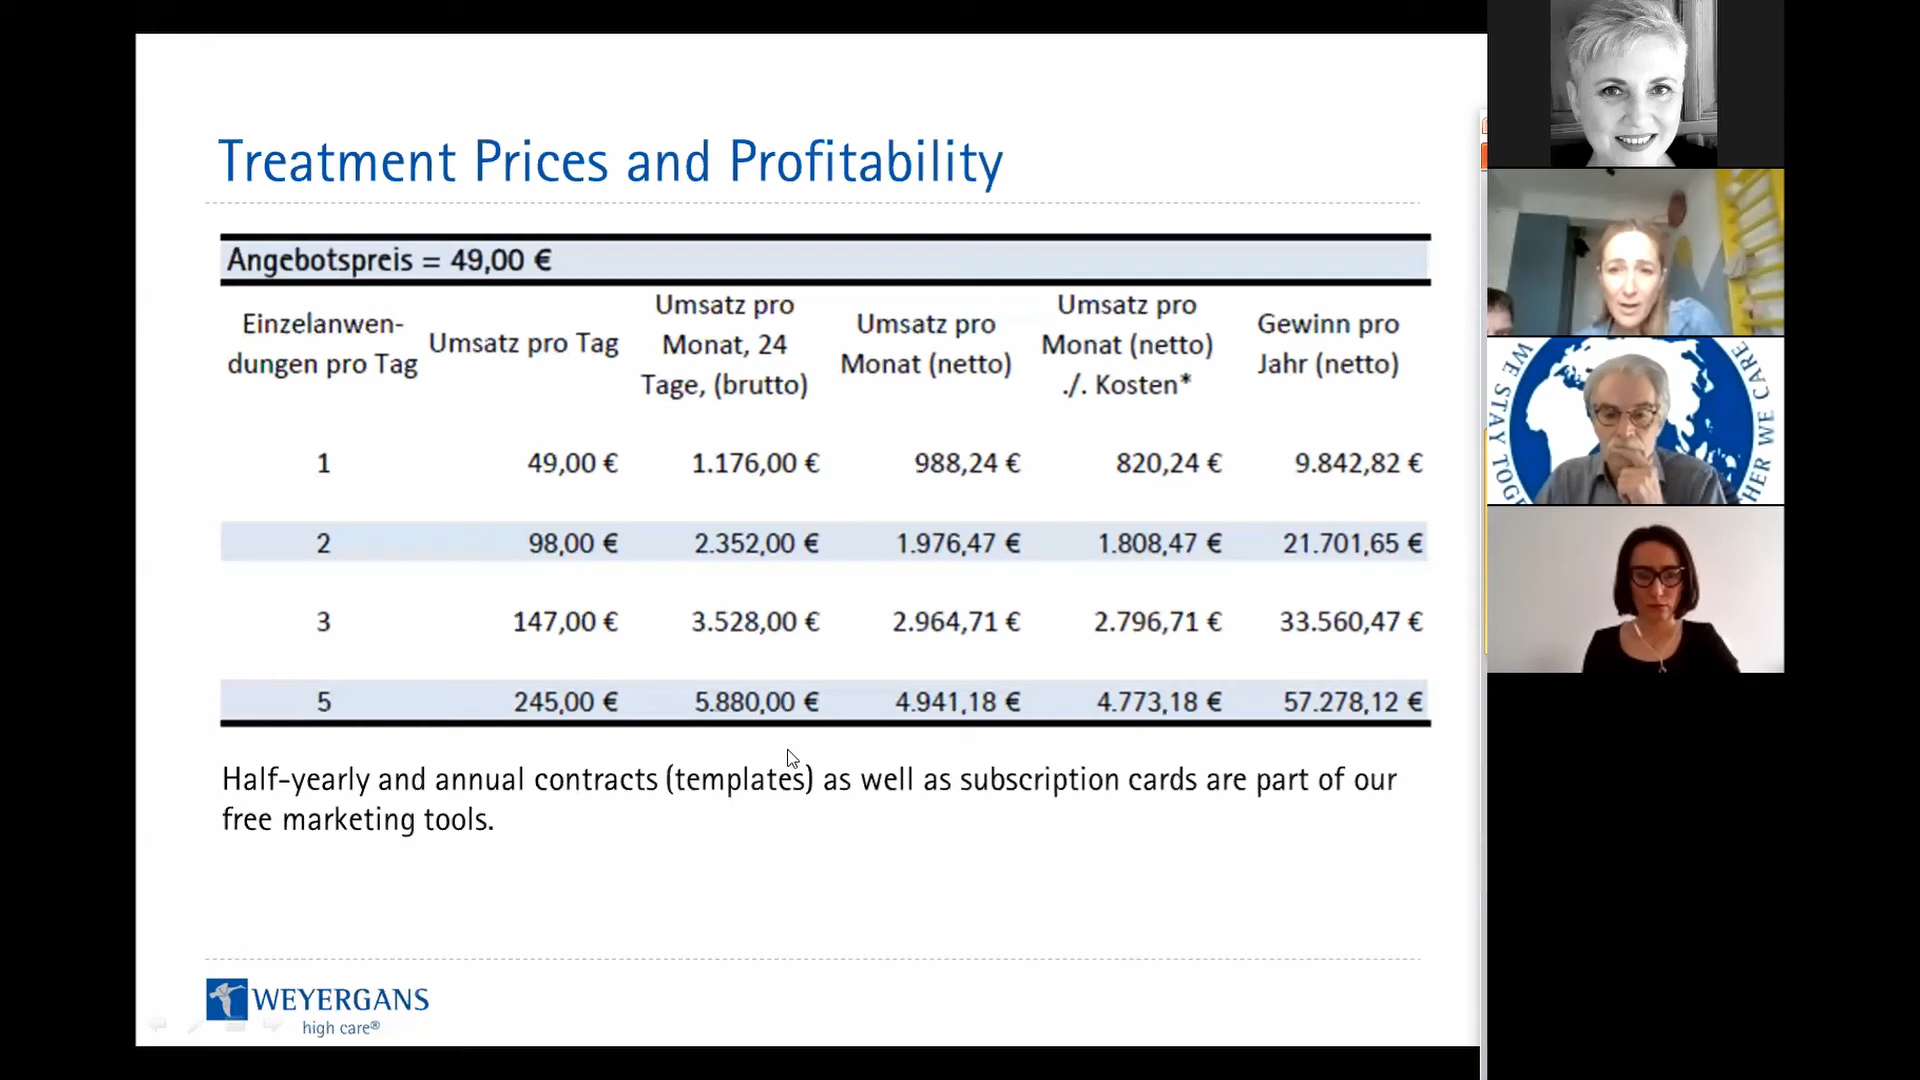 Treatment Prices and Profitability
Angebotspreis = 49,00 €
Einzelanwen-
dungen pro Tag
Umsatz pro Tag
Umsatz pro
Monat, 24
Tage, (brutto)
Umsatz pro
Monat (netto)
Umsatz pro
Monat (netto)
./. Kosten*
Gewinn pro
Jahr (netto)
1 49,00 € 1.176,00 € 988,24 € 820,24 € 9.842,82 €
2 98,00 € 2.352,00 € 1.976,47 € 1.808,47 € 21.701,65 €
3 147,00 € 3.528,00 € 2.964,71 € 2.796,71 € 33.560,47 €
5 245,00 € 5.880,00 € 4.941,18 € 4.773,18 € 57.278,12 €
Half-yearly and annual contracts (templates) as well as subscription cards are part of our
free marketing tools.
WEYERGANS
high care®
WE STAY
WE CARE